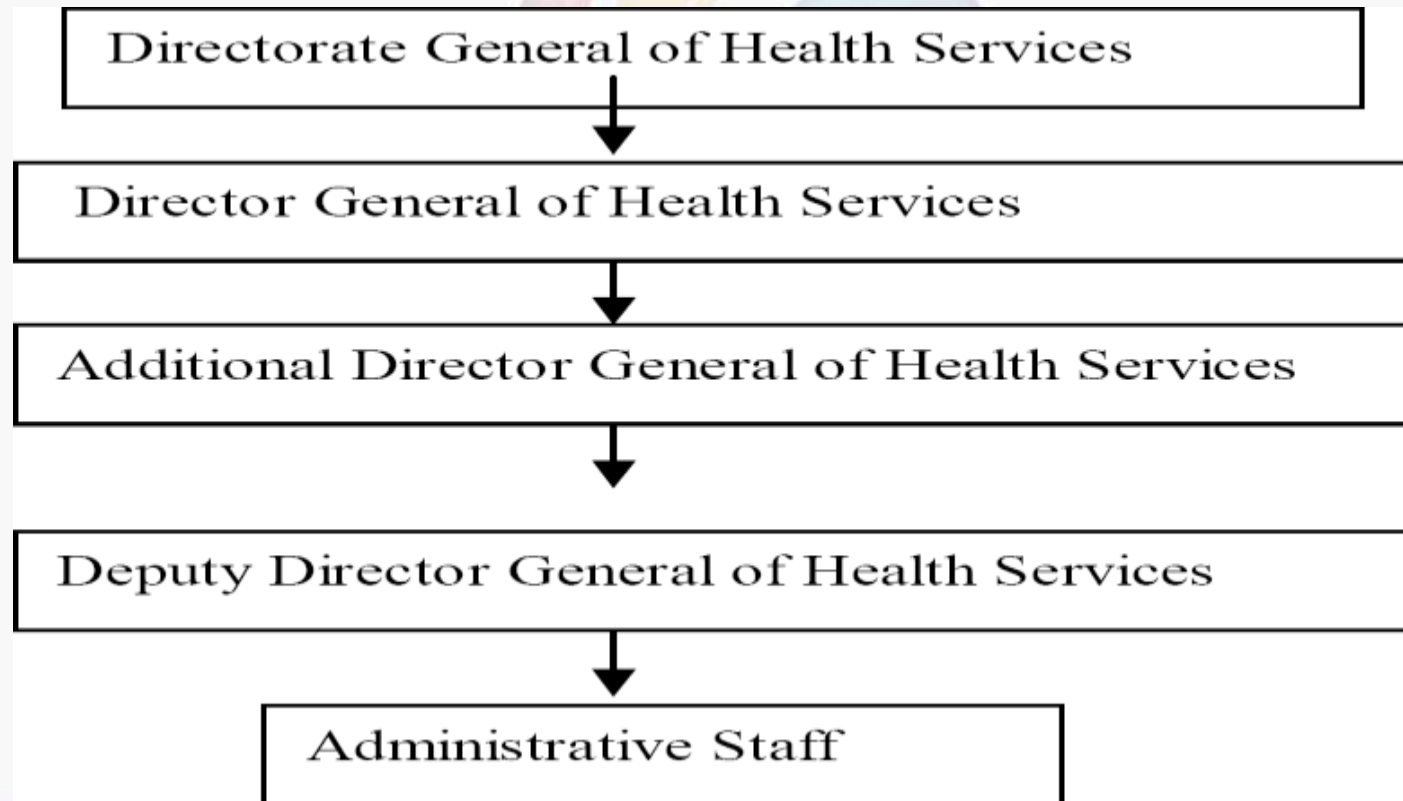 Directorate General of Health Services
Director General of Health Services
Additional Director General of Health Services
Deputy Director General of Health Services
Administrative Staff